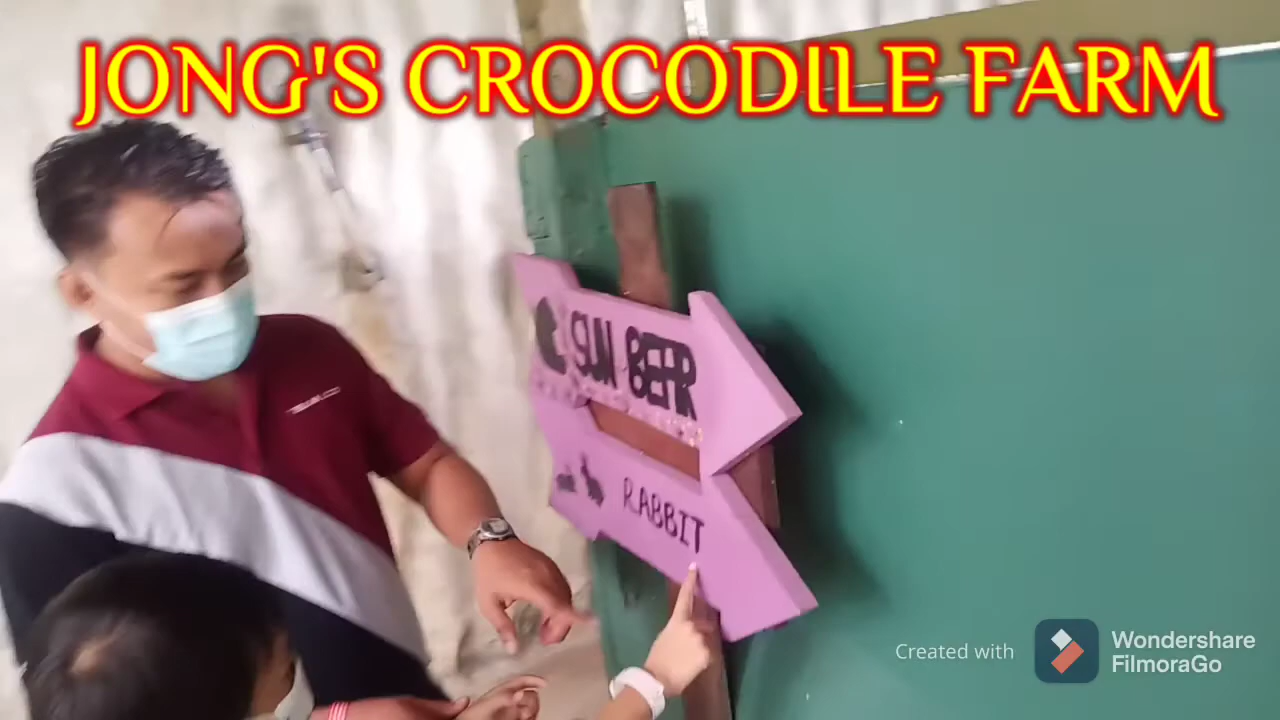 JONG'S CROCODILE FARM
SUN BEAR
RABBIT
Created with
Wondershare
FilmoraGo